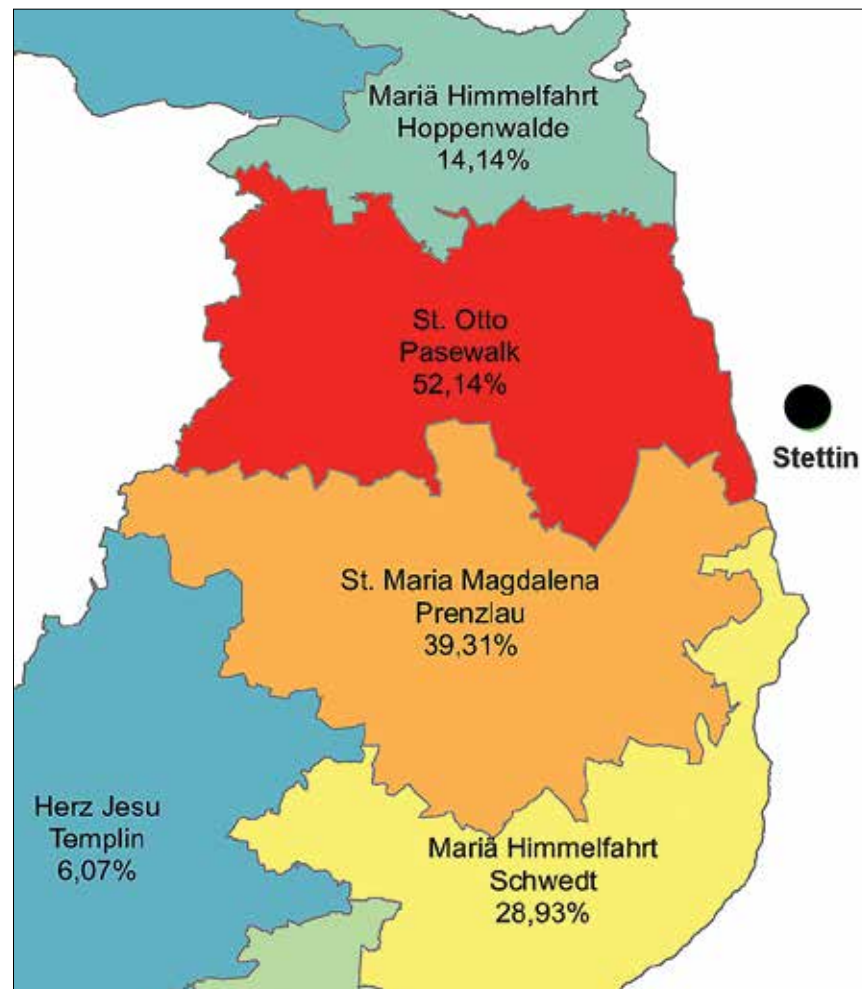 Mariä Himmelfahrt
Hoppenwalde
14,14%
St. Otto
Pasewalk
52,14%
Stettin
St. Maria Magdalena
Prenzlau
39,31%
Herz Jesu
Templin
6,07%
Mariä Himmelfahrt
Schwedt
28,93%